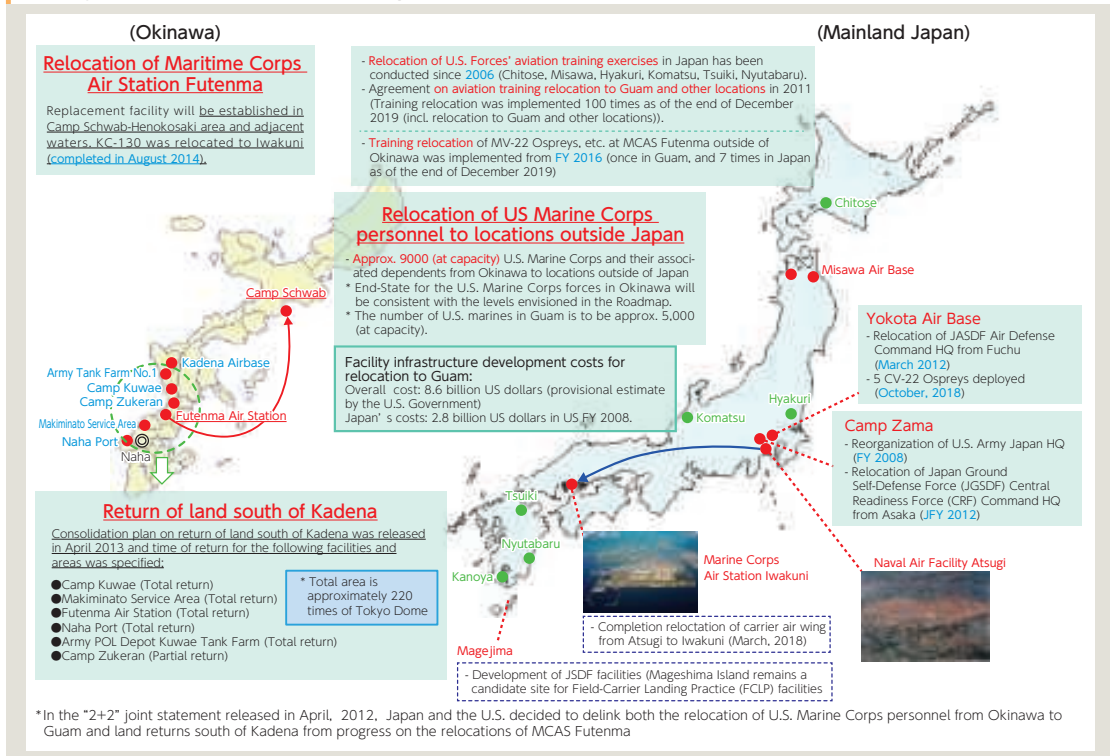 (Okinawa)
(Mainland Japan)
Relocation of Maritime Corps
Air Station Futenma
Replacement facility will be established in
Camp Schwab-Henokosaki area and adjacent
waters. KC-130 was relocated to Iwakuni
(completed in August 2014).
- Relocation of U.S. Forces' aviation training exercises in Japan has been
conducted since 2006 (Chitose, Misawa, Hyakuri, Komatsu, Tsuiki, Nyutabaru).
- Agreement on aviation training relocation to Guam and other locations in 2011
(Training relocation was implemented 100 times as of the end of December
2019 (incl. relocation to Guam and other locations)).
- Training relocation of MV-22 Ospreys, etc. at MCAS Futenma outside of
Okinawa was implemented from FY 2016 (once in Guam, and 7 times in Japan
as of the end of December 2019)
Relocation of US Marine Corps
personnel to locations outside Japan
- Approx. 9000 (at capacity) U.S. Marine Corps and their associ-
ated dependents from Okinawa to locations outside of Japan
* End-State for the U.S. Marine Corps forces in Okinawa will
be consistent with the levels envisioned in the Roadmap.
* The number of U.S. marines in Guam is to be approx. 5,000
(at capacity).
Facility infrastructure development costs for
relocation to Guam:
Overall cost: 8.6 billion US dollars (provisional estimate
by the U.S. Government)
Japan's costs: 2.8 billion US dollars in US FY 2008.
Camp Schwab
Kadena Airbase
Army Tank Farm No.1
Camp Kuwae
Camp Zukeran
Futenma Air Station
Makiminato Service Area
Naha Port
Naha
Chitose
Misawa Air Base
Hyakuri
Komatsu
Yokota Air Base
- Relocation of JASDF Air Defense
Command HQ from Fuchu
(March 2012)
- 5 CV-22 Ospreys deployed
(October, 2018)
Camp Zama
- Reorganization of U.S. Army Japan HQ
(FY 2008)
- Relocation of Japan Ground
Self-Defense Force (JGSDF) Central
Readiness Force (CRF) Command HQ
from Asaka (JFY 2012)
Return of land south of Kadena
Consolidation plan on return of land south of Kadena was released
in April 2013 and time of return for the following facilities and
areas was specified:
●Camp Kuwae (Total return)
●Makiminato Service Area (Total return)
●Futenma Air Station (Total return)
●Naha Port (Total return)
●Army POL Depot Kuwae Tank Farm (Total return)
●Camp Zukeran (Partial return)
* Total area is
approximately 220
times of Tokyo Dome
Tsuiki
Nyutabaru
Kanoya
Magejima
Marine Corps
Air Station Iwakuni
Naval Air Facility Atsugi
- Completion reloctation of carrier air wing
from Atsugi to Iwakuni (March, 2018)
- Development of JSDF facilities (Mageshima Island remains a
candidate site for Field-Carrier Landing Practice (FCLP) facilities
*In the "2+2" joint statement released in April, 2012, Japan and the U.S. decided to delink both the relocation of U.S. Marine Corps personnel from Okinawa to
Guam and land returns south of Kadena from progress on the relocations of MCAS Futenma